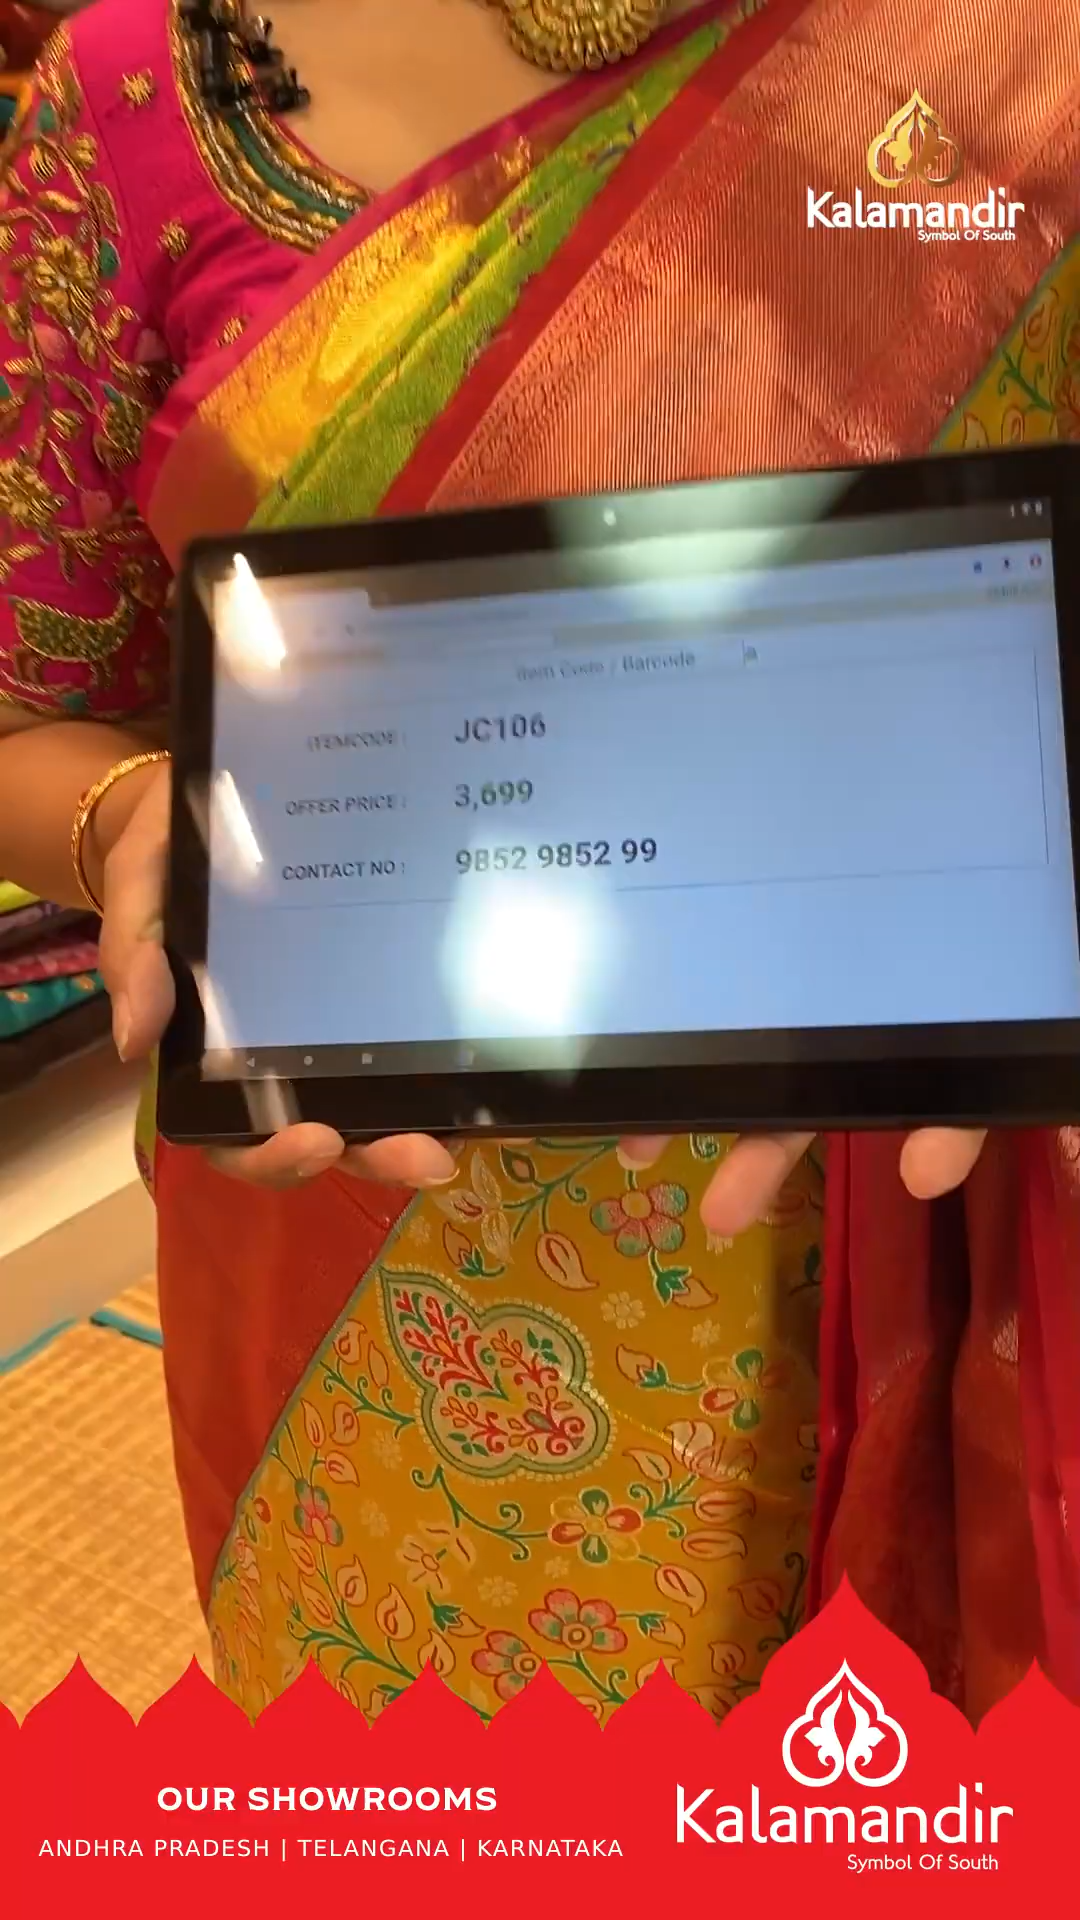 Kalamandir
Symbol Of South
Item Code / Barcode
ITEMCODE : JC106
OFFER PRICE : 3,699
CONTACT NO : 9852 9852 99
OUR SHOWROOMS
ANDHRA PRADESH | TELANGANA | KARNATAKA
Kalamandir
Symbol Of South